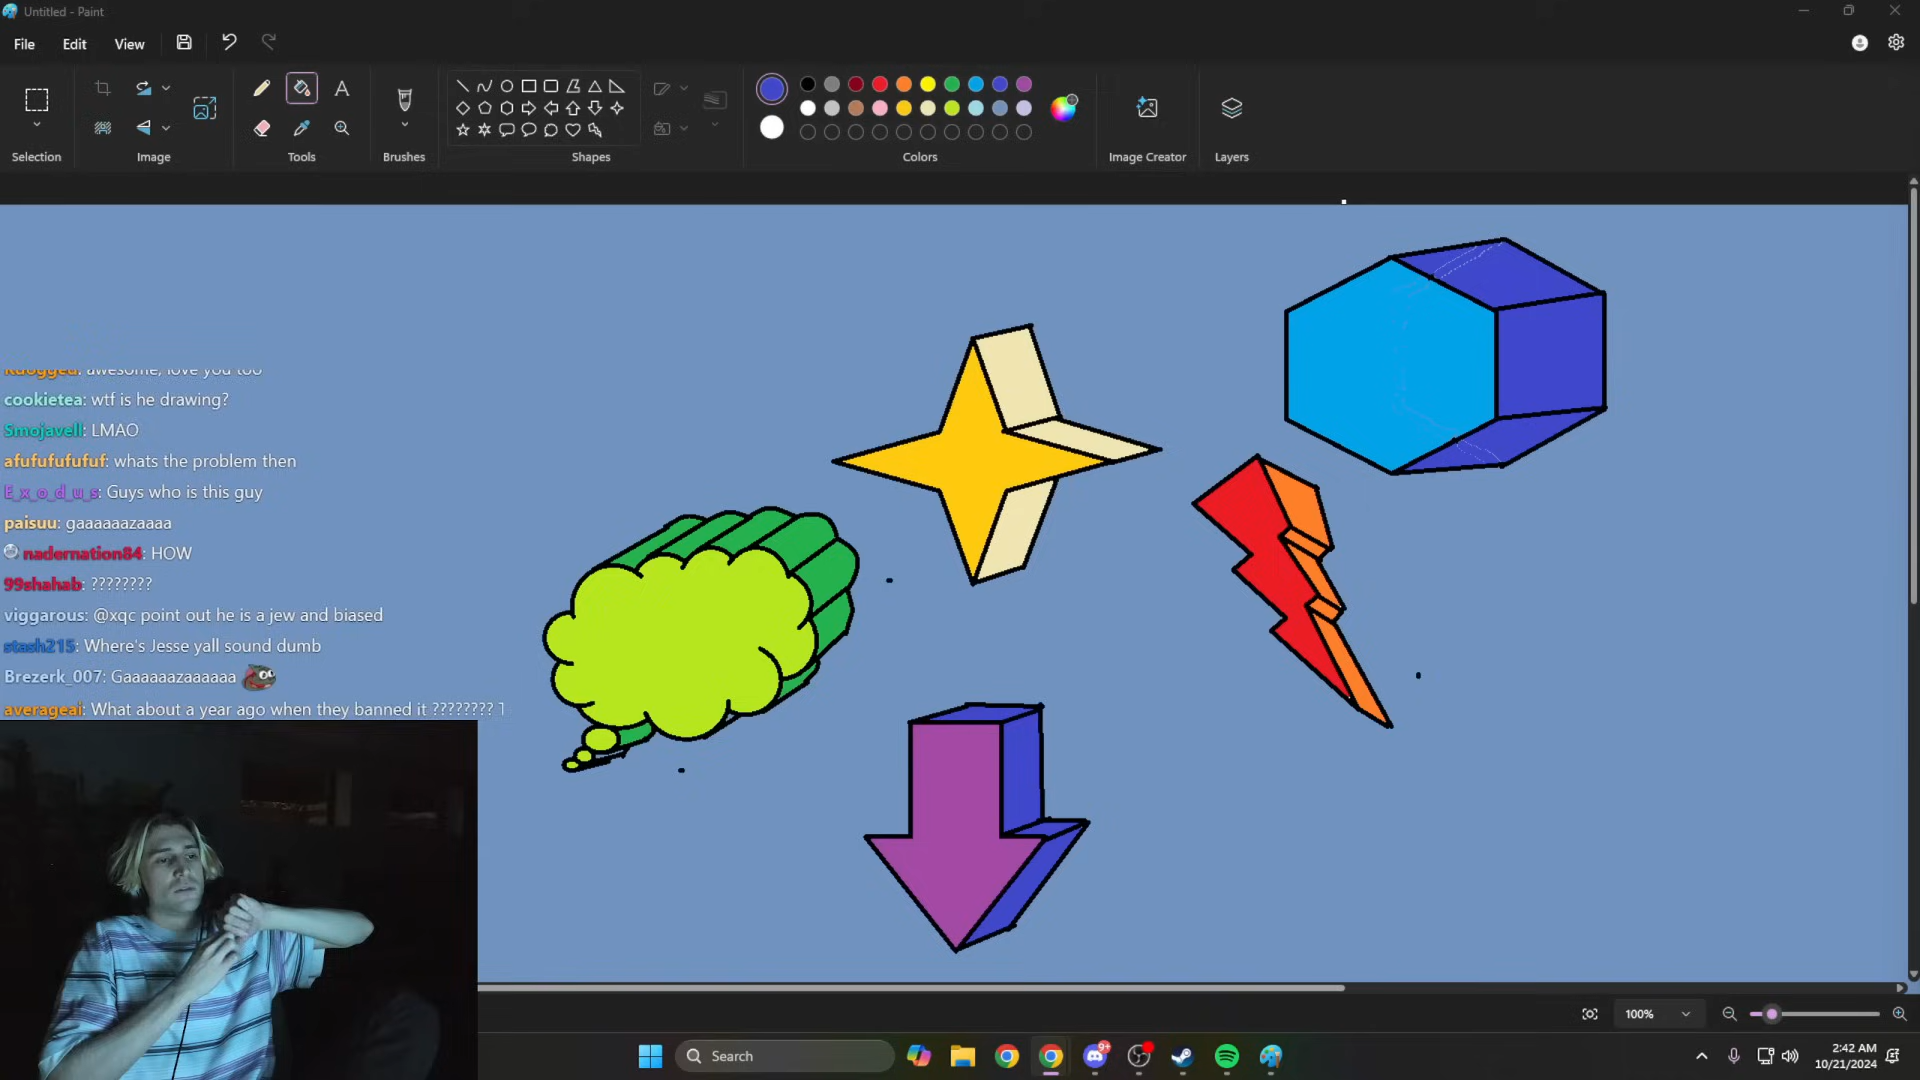 Untitled - Paint
File Edit View
Selection Image Tools Brushes Shapes Colors Image Creator Layers
Kdogged: awesome, love you too
cookietea: wtf is he drawing?
Smojavell: LMAO
afufufufufuf: whats the problem then
E_x_o_d_u_s: Guys who is this guy
paisuu: gaaaaaazaaaa
nadernation84: HOW
99shahab: ????????
viggarous: @xqc point out he is a jew and biased
stash215: Where's Jesse yall sound dumb
Brezerk_007: Gaaaaaazaaaaaa
averageai: What about a year ago when they banned it ????????
100%
Search
9+
2:42 AM
10/21/2024